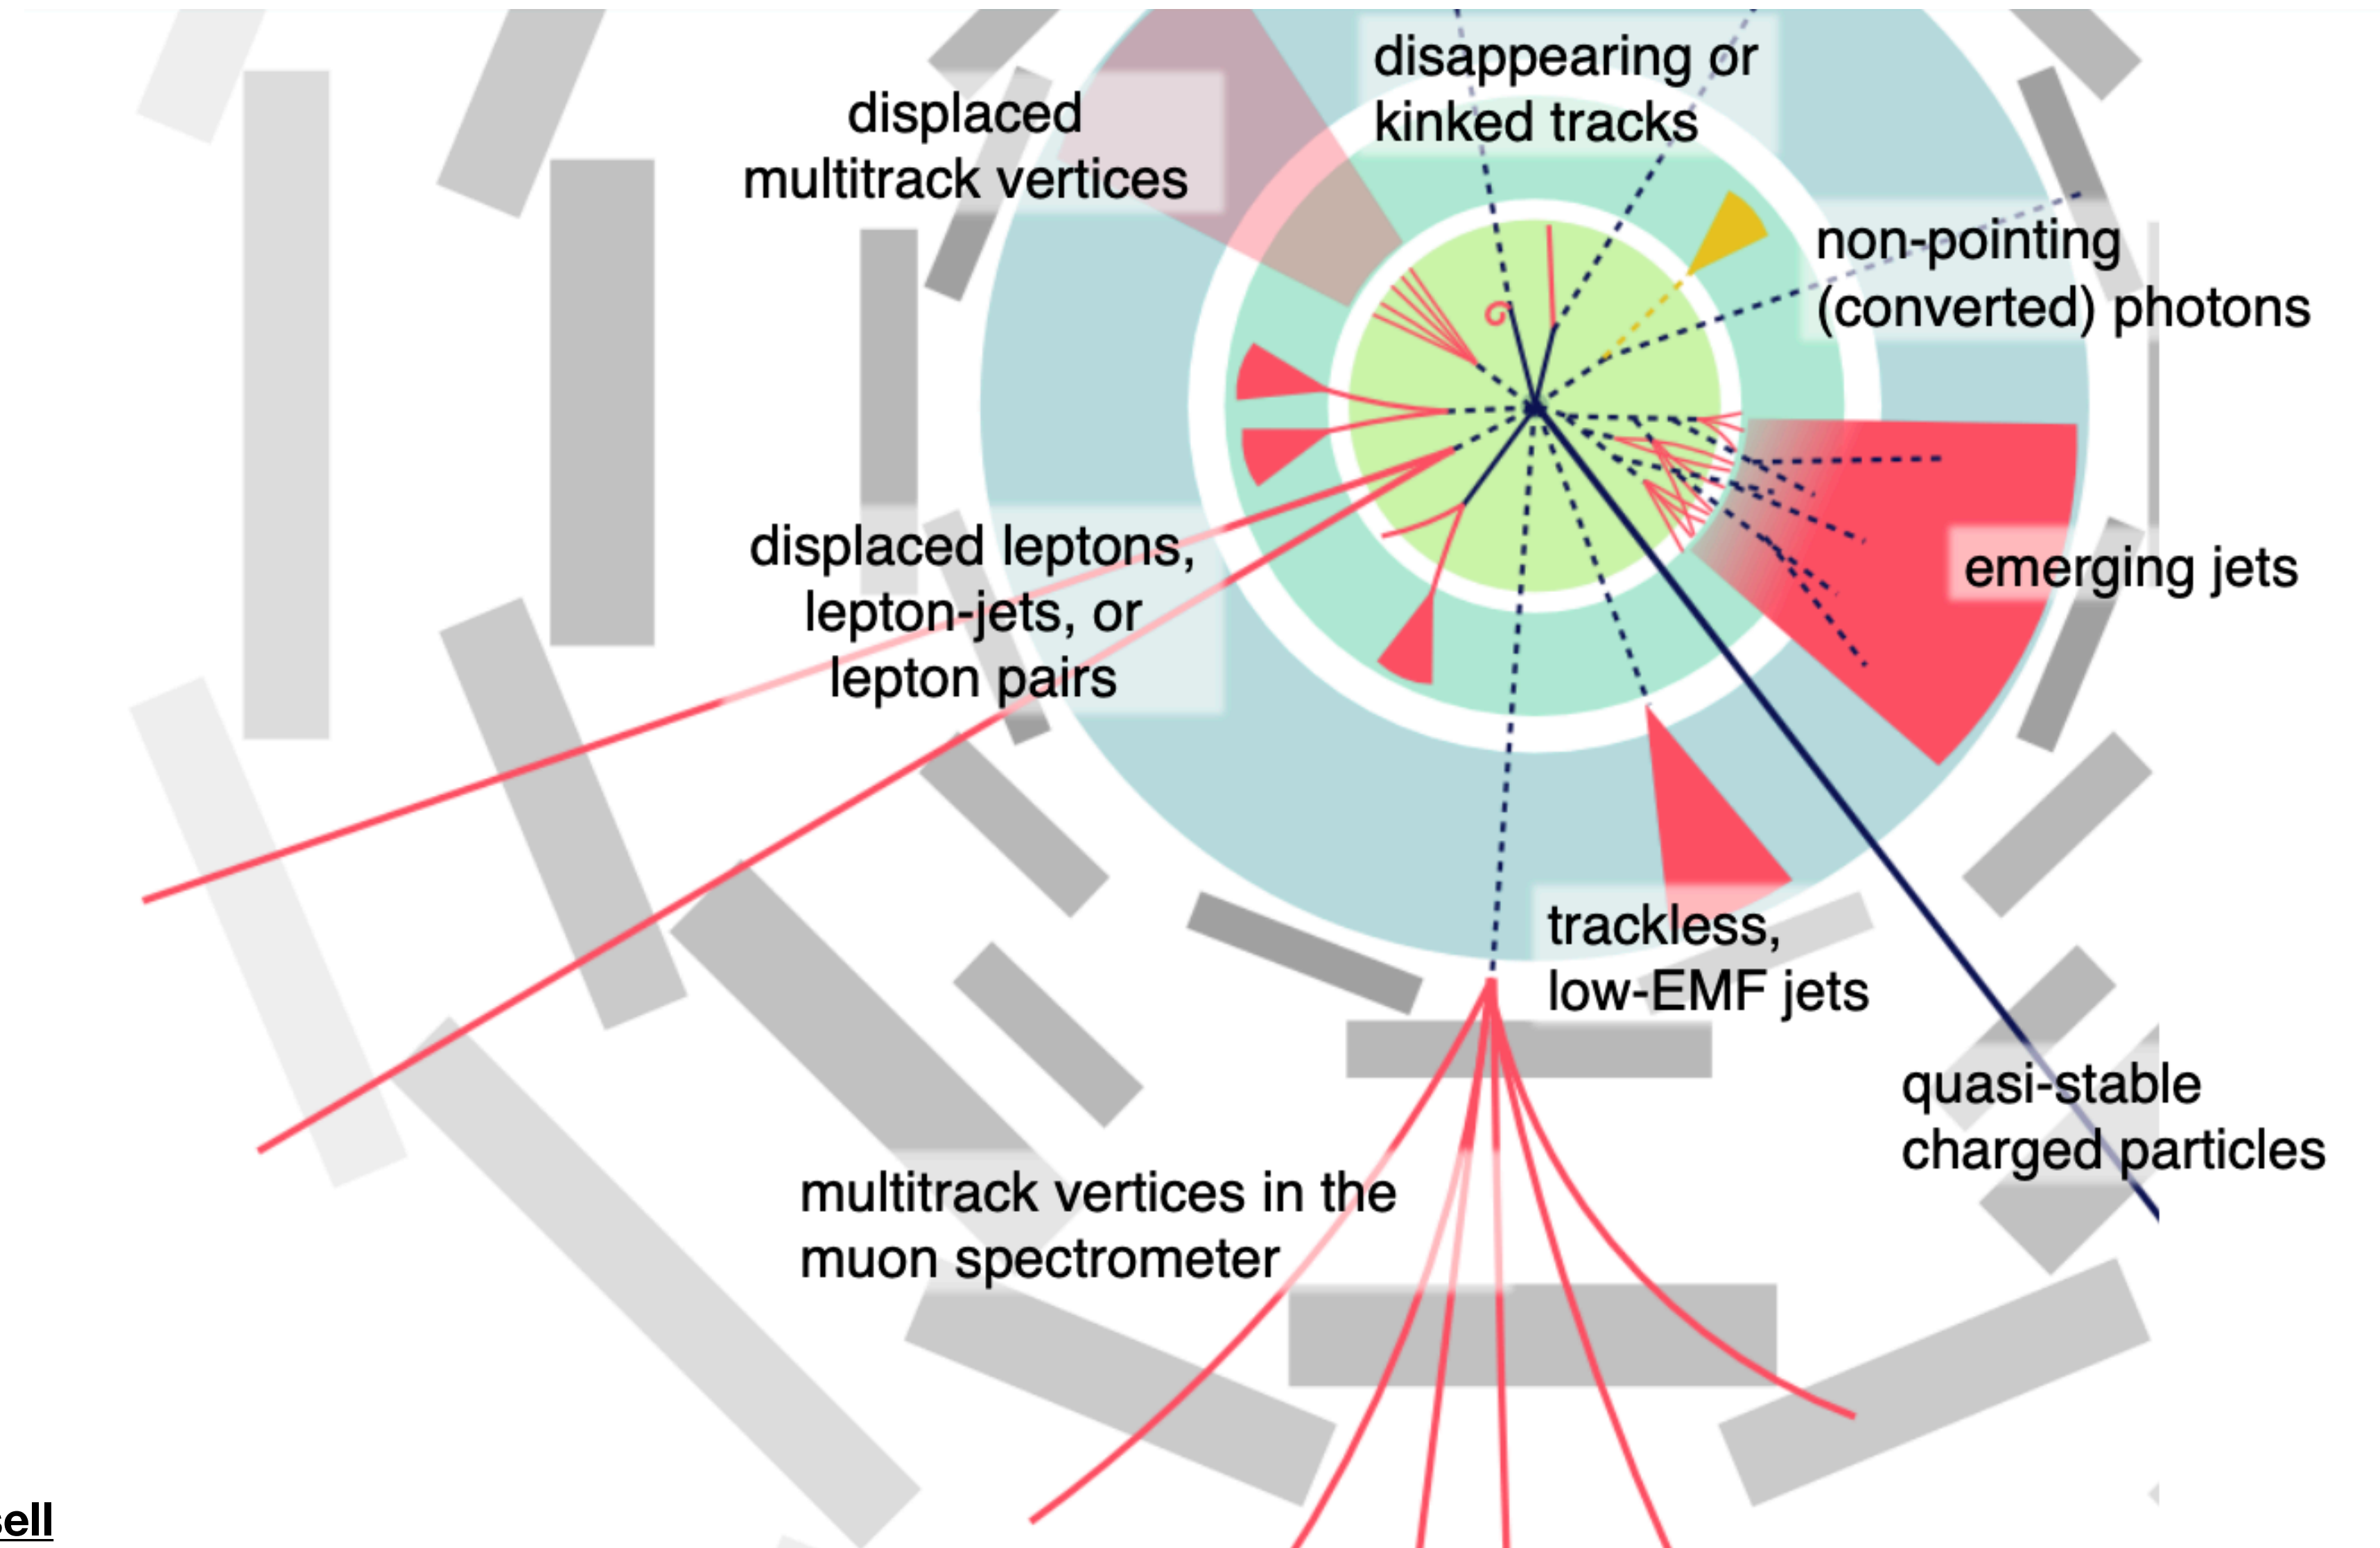 disappearing or
kinked tracks
displaced
multitrack vertices
non-pointing
(converted) photons
displaced leptons,
lepton-jets, or
lepton pairs
emerging jets
trackless,
low-EMF jets
quasi-stable
charged particles
multitrack vertices in the
muon spectrometer